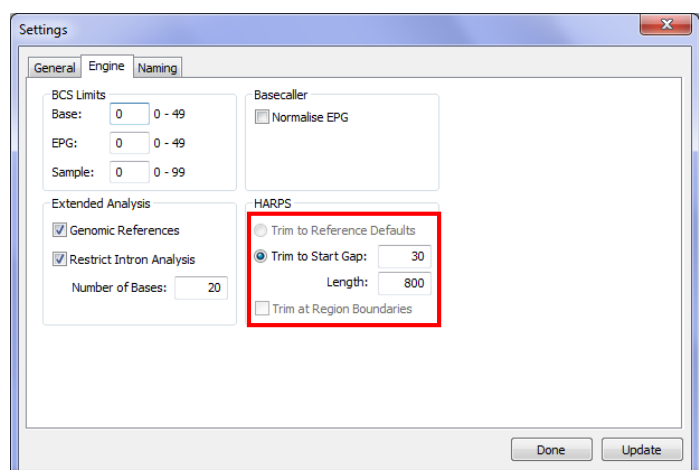 Settings
General Engine Naming
BCS Limits
Base: 0 0 - 49
EPG: 0 0 - 49
Sample: 0 0 - 99
Basecaller
Normalise EPG
Extended Analysis
Genomic References
Restrict Intron Analysis
Number of Bases: 20
HARPS
Trim to Reference Defaults
Trim to Start Gap: 30
Length: 800
Trim at Region Boundaries
Done Update